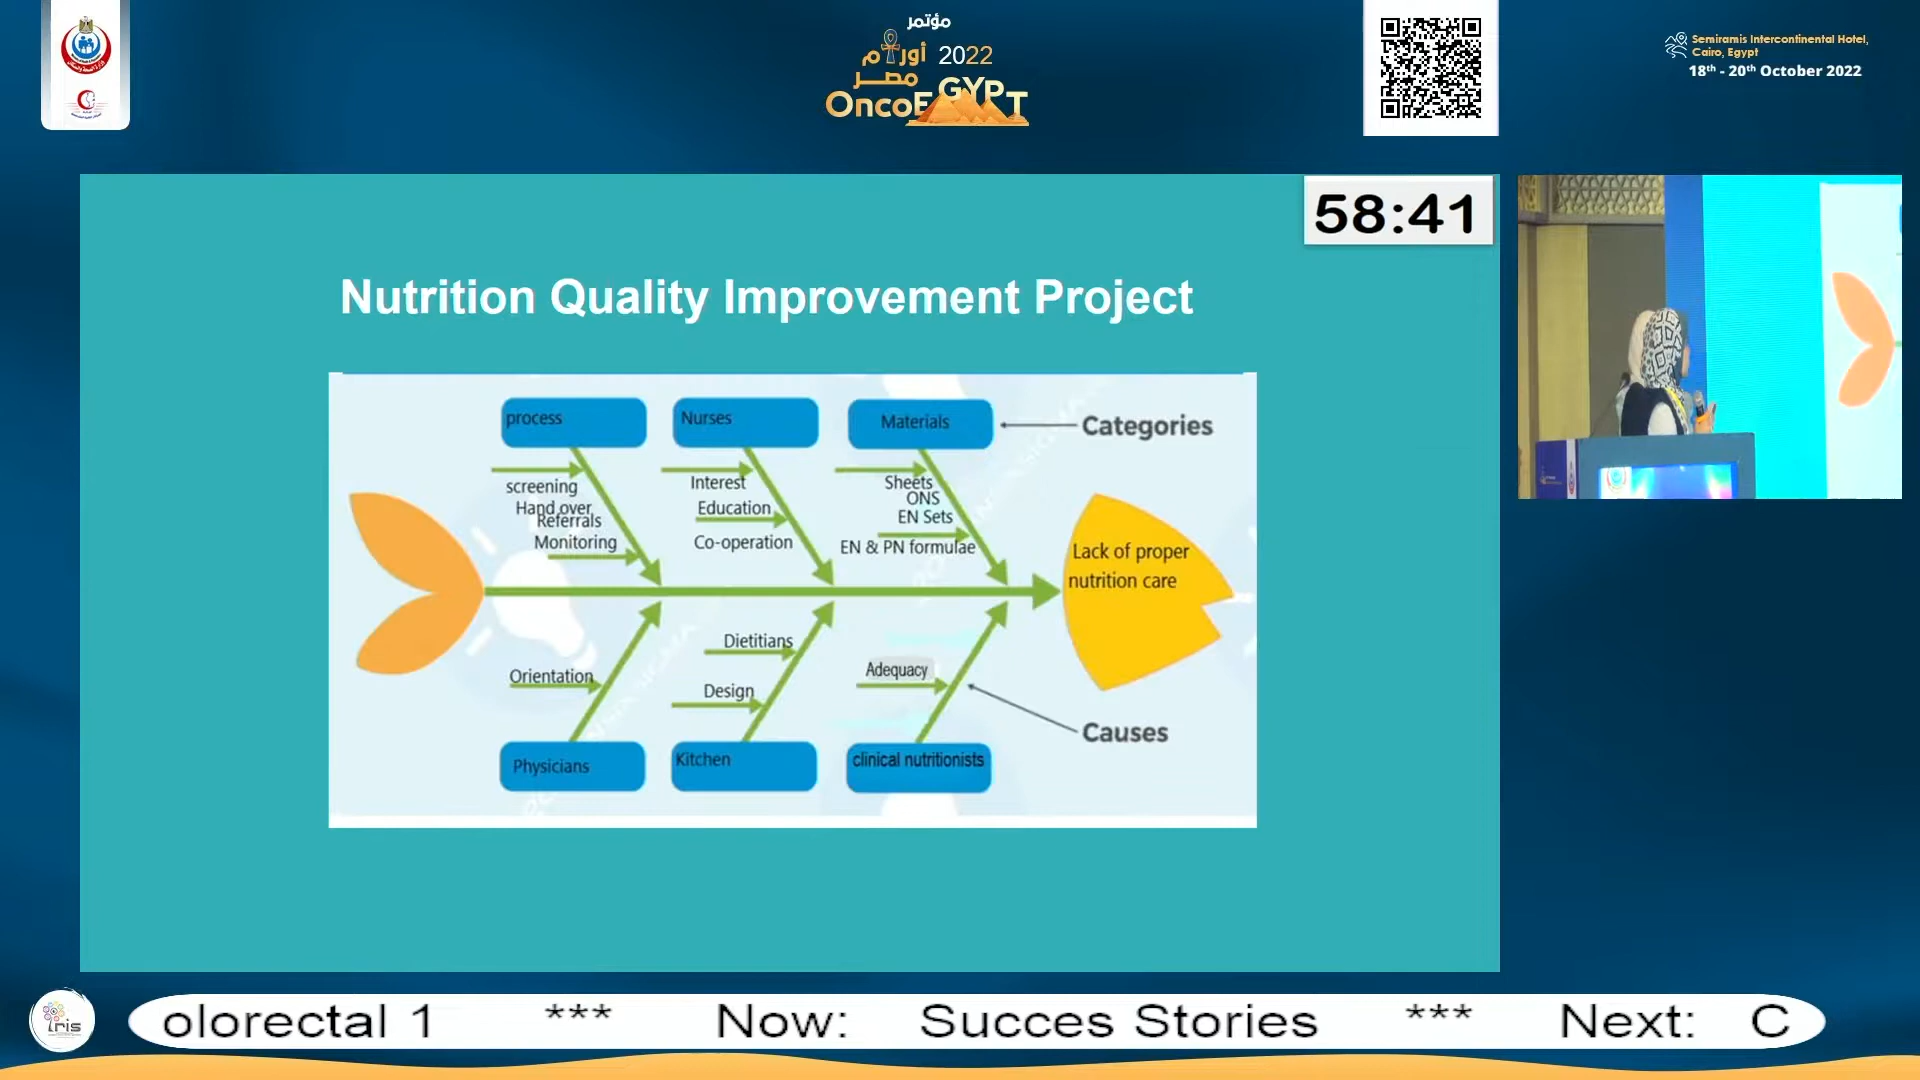 مؤتمر
أورام 2022
مصر
OncoEGYPT
Semiramis Intercontinental Hotel,
Cairo, Egypt
18th - 20th October 2022
58:41
Nutrition Quality Improvement Project
process
Nurses
Materials
Categories
screening
Hand over
Referrals
Monitoring
Interest
Education
Co-operation
Sheets
ONS
EN Sets
EN & PN formulae
Lack of proper
nutrition care
Orientation
Dietitians
Design
Adequacy
Causes
Physicians
Kitchen
clinical nutritionists
iris
olorectal 1 *** Now: Succes Stories *** Next: C